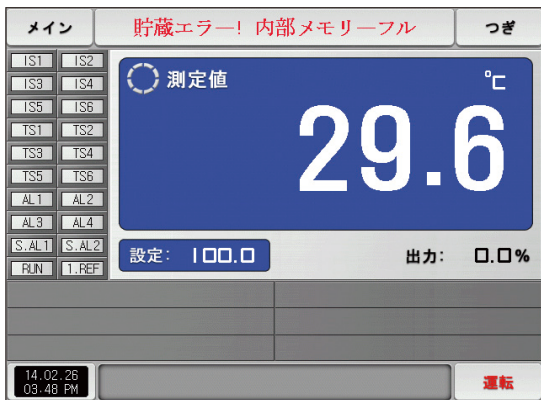 メイン 貯蔵エラー! 内部メモリーフル つぎ
IS1 IS2
IS3 IS4
IS5 IS6
TS1 TS2
TS3 TS4
TS5 TS6
AL1 AL2
AL3 AL4
S.AL1 S.AL2
RUN 1.REF
測定値 ℃
29.6
設定: 100.0 出力: 0.0%
14.02.26
03:48 PM
運転